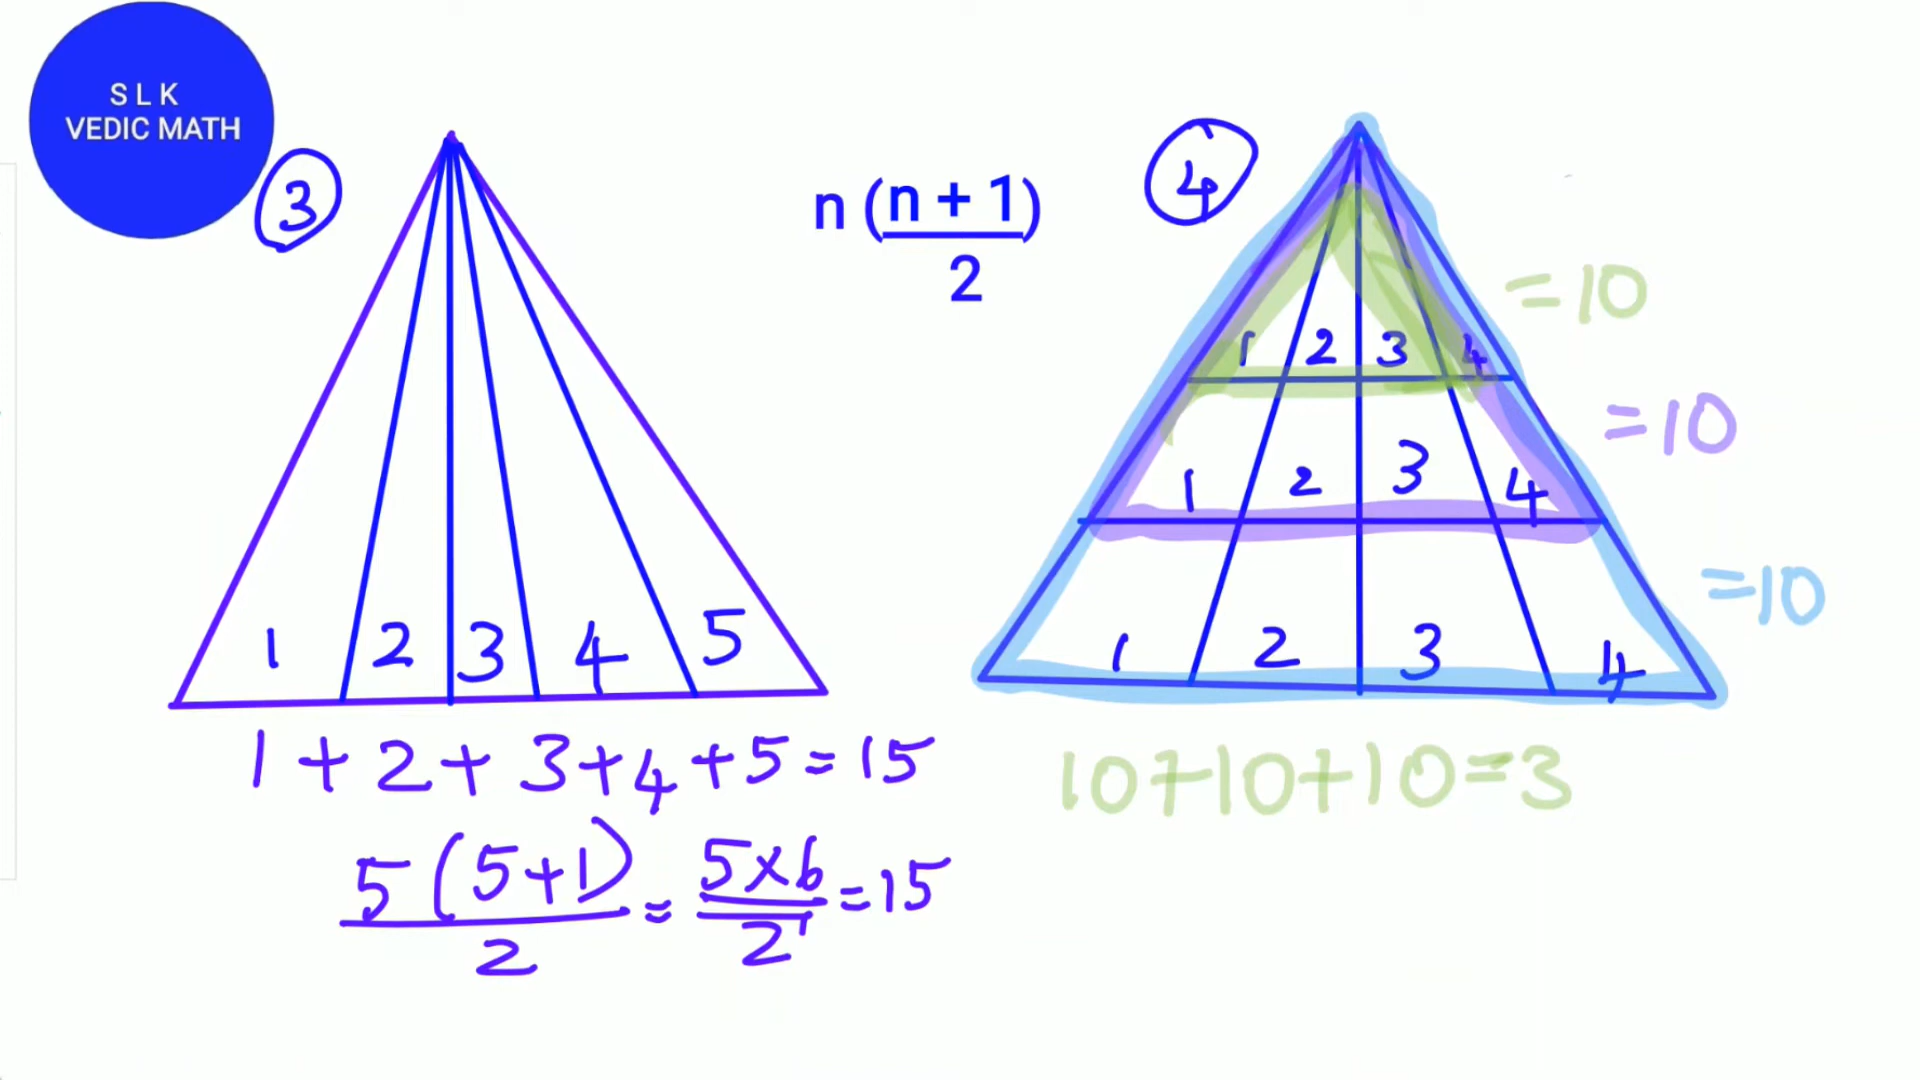 S L K
VEDIC MATH
3
1 2 3 4 5
1 + 2 + 3 + 4 + 5 = 15
5 (5+1)/2 = 5x6/2 1 = 15
n (n + 1)
2
4
1 2 3 4
= 10
1 2 3 4
= 10
1 2 3 4
= 10
10 + 10 + 10 = 3